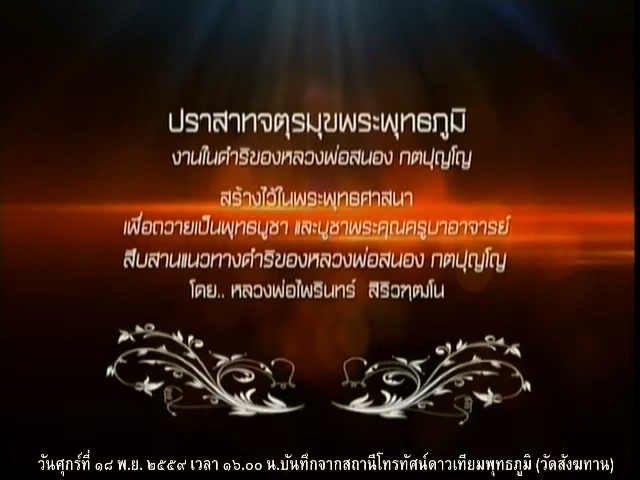 ปราสาทจตุรมุขพระพุทธภูมิ
งานในดำริของหลวงพ่อสนอง กตปุญโญ
สร้างไว้ในพระพุทธศาสนา
เพื่อถวายเป็นพุทธบูชา และบูชาพระคุณครูบาอาจารย์
สืบสานแนวทางดำริของหลวงพ่อสนอง กตปุญโญ
โดย.. หลวงพ่อไพรินทร์ สิริวฑฺฒโน
วันศุกร์ที่ ๑๘ พ.ย. ๒๕๕๙ เวลา ๑๖.๐๐ น.บันทึกจากสถานีโทรทัศน์ดาวเทียมพุทธภูมิ (วัดสังฆทาน)